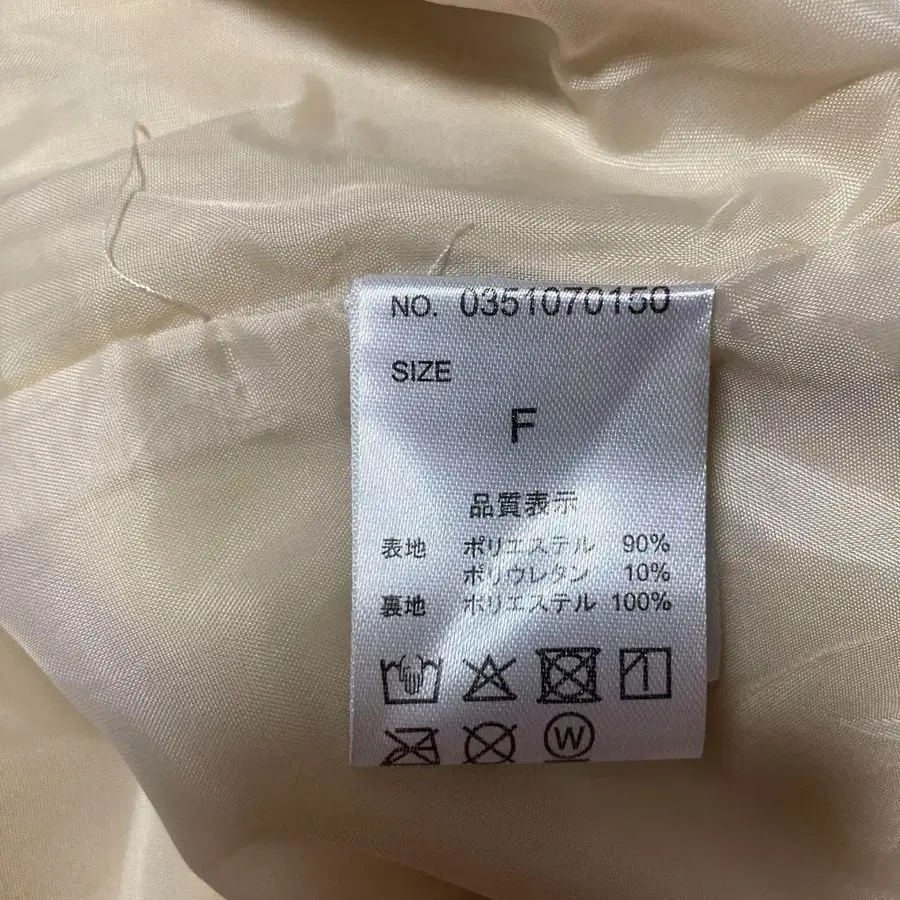 NO. 0351070150
SIZE
F
品質表示
表地 ポリエステル 90%
ポリウレタン 10%
裏地 ポリエステル 100%
W